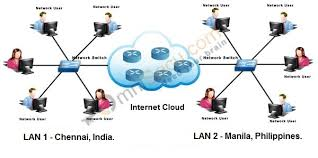 Network User
Network User
Network User
Network User
Network Switch
Network Switch
Network User
Network User
Network User
Network User
Internet Cloud
LAN 1 - Chennai, India.
LAN 2 - Manila, Philippines.